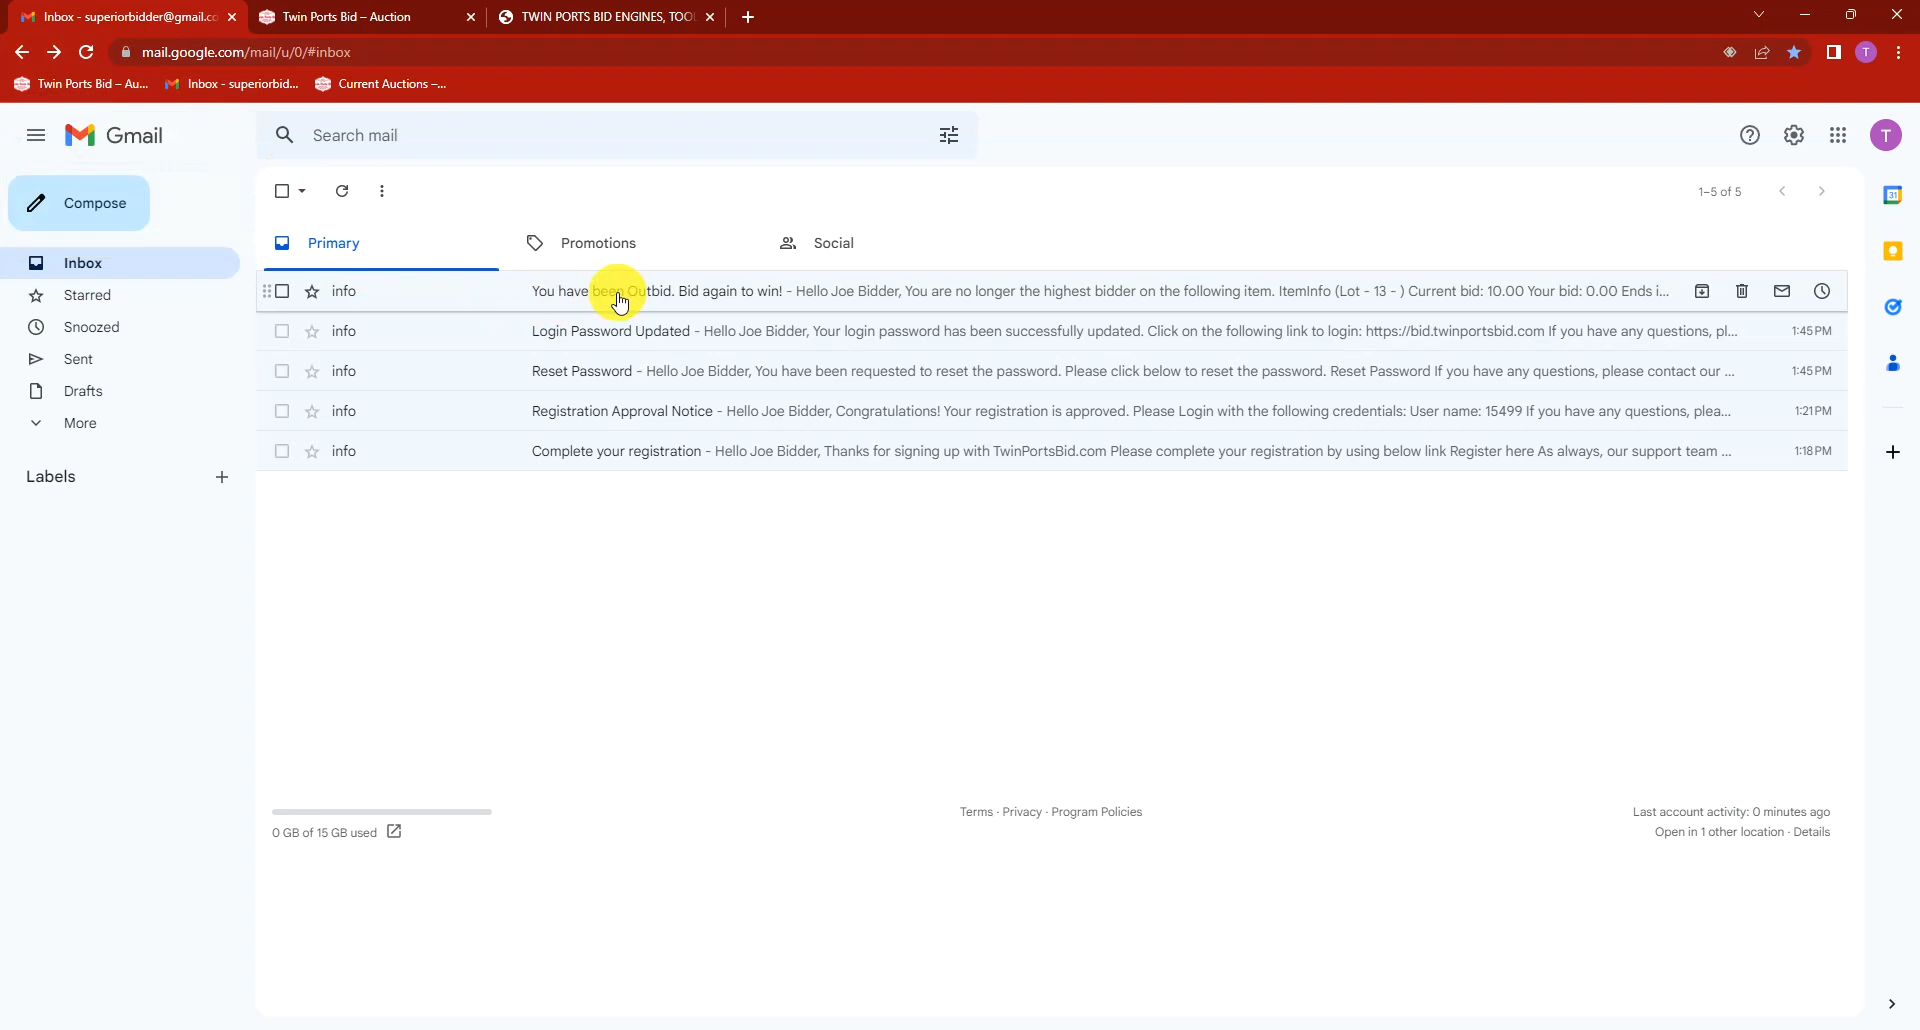 Inbox - superiorbidder@gmail.co
Twin Ports Bid – Auction
TWIN PORTS BID ENGINES, TOO
mail.google.com/mail/u/0/#inbox
T
Twin Ports Bid – Au...
Inbox - superiorbid...
Current Auctions –...
Gmail
Search mail
T
Compose
1–5 of 5
31
Primary
Promotions
Social
Inbox
Starred
Snoozed
Sent
Drafts
More
Labels
info You have been Outbid. Bid again to win! - Hello Joe Bidder, You are no longer the highest bidder on the following item. ItemInfo (Lot - 13 - ) Current bid: 10.00 Your bid: 0.00 Ends i...
info Login Password Updated - Hello Joe Bidder, Your login password has been successfully updated. Click on the following link to login: https://bid.twinportsbid.com If you have any questions, pl... 1:45 PM
info Reset Password - Hello Joe Bidder, You have been requested to reset the password. Please click below to reset the password. Reset Password If you have any questions, please contact our ... 1:45 PM
info Registration Approval Notice - Hello Joe Bidder, Congratulations! Your registration is approved. Please Login with the following credentials: User name: 15499 If you have any questions, plea... 1:21 PM
info Complete your registration - Hello Joe Bidder, Thanks for signing up with TwinPortsBid.com Please complete your registration by using below link Register here As always, our support team ... 1:18 PM
0 GB of 15 GB used
Terms · Privacy · Program Policies
Last account activity: 0 minutes ago
Open in 1 other location · Details